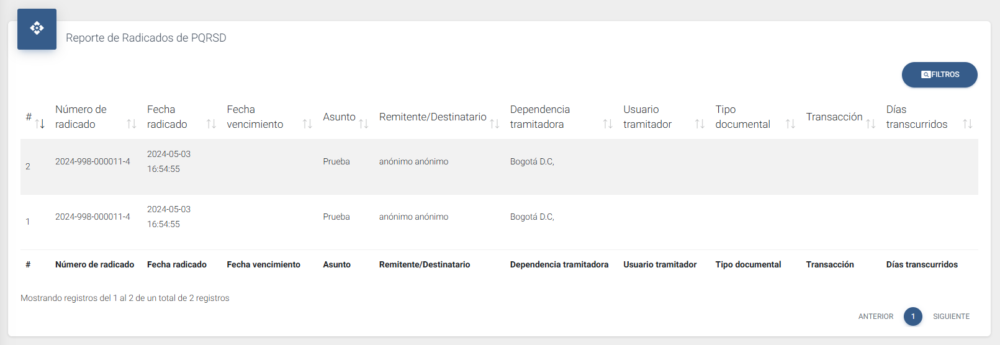 Reporte de Radicados de PQRSD
FILTROS
# Número de radicado Fecha radicado Fecha vencimiento Asunto Remitente/Destinatario Dependencia tramitadora Usuario tramitador Tipo documental Transacción Días transcurridos
2 2024-998-000011-4 2024-05-03 16:54:55 Prueba anónimo anónimo Bogotá D.C,
1 2024-998-000011-4 2024-05-03 16:54:55 Prueba anónimo anónimo Bogotá D.C,
# Número de radicado Fecha radicado Fecha vencimiento Asunto Remitente/Destinatario Dependencia tramitadora Usuario tramitador Tipo documental Transacción Días transcurridos
Mostrando registros del 1 al 2 de un total de 2 registros
ANTERIOR 1 SIGUIENTE